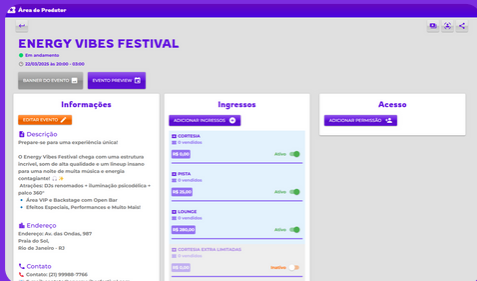 Área do Produtor
ENERGY VIBES FESTIVAL
Em andamento
22/03/2025 às 20:00 - 03:00
BANNER DO EVENTO
EVENTO PREVIEW
Informações
EDITAR EVENTO
Descrição
Prepare-se para uma experiência única!
O Energy Vibes Festival chega com uma estrutura
incrível, som de alta qualidade e um lineup insano
para uma noite de muita música e energia
contagiante! 🙌✨
Atrações: DJs renomados + iluminação psicodélica +
palco 360°
🔹 Área VIP e Backstage com Open Bar
🔹 Efeitos Especiais, Performances e Muito Mais!
Endereço
Endereço: Av. das Ondas, 987
Praia do Sol,
Rio de Janeiro - RJ
Contato
📞 Contato: (21) 99988-7766
Ingressos
ADICIONAR INGRESSOS
CORTESIA
0 vendidos
R$ 0,00
Ativo
PISTA
0 vendidos
Ativo
LOUNGE
0 vendidos
Ativo
CORTESIA EXTRA LIMITADAS
0 vendidos
R$ 0,00
Inativo
Acesso
ADICIONAR PERMISSÃO